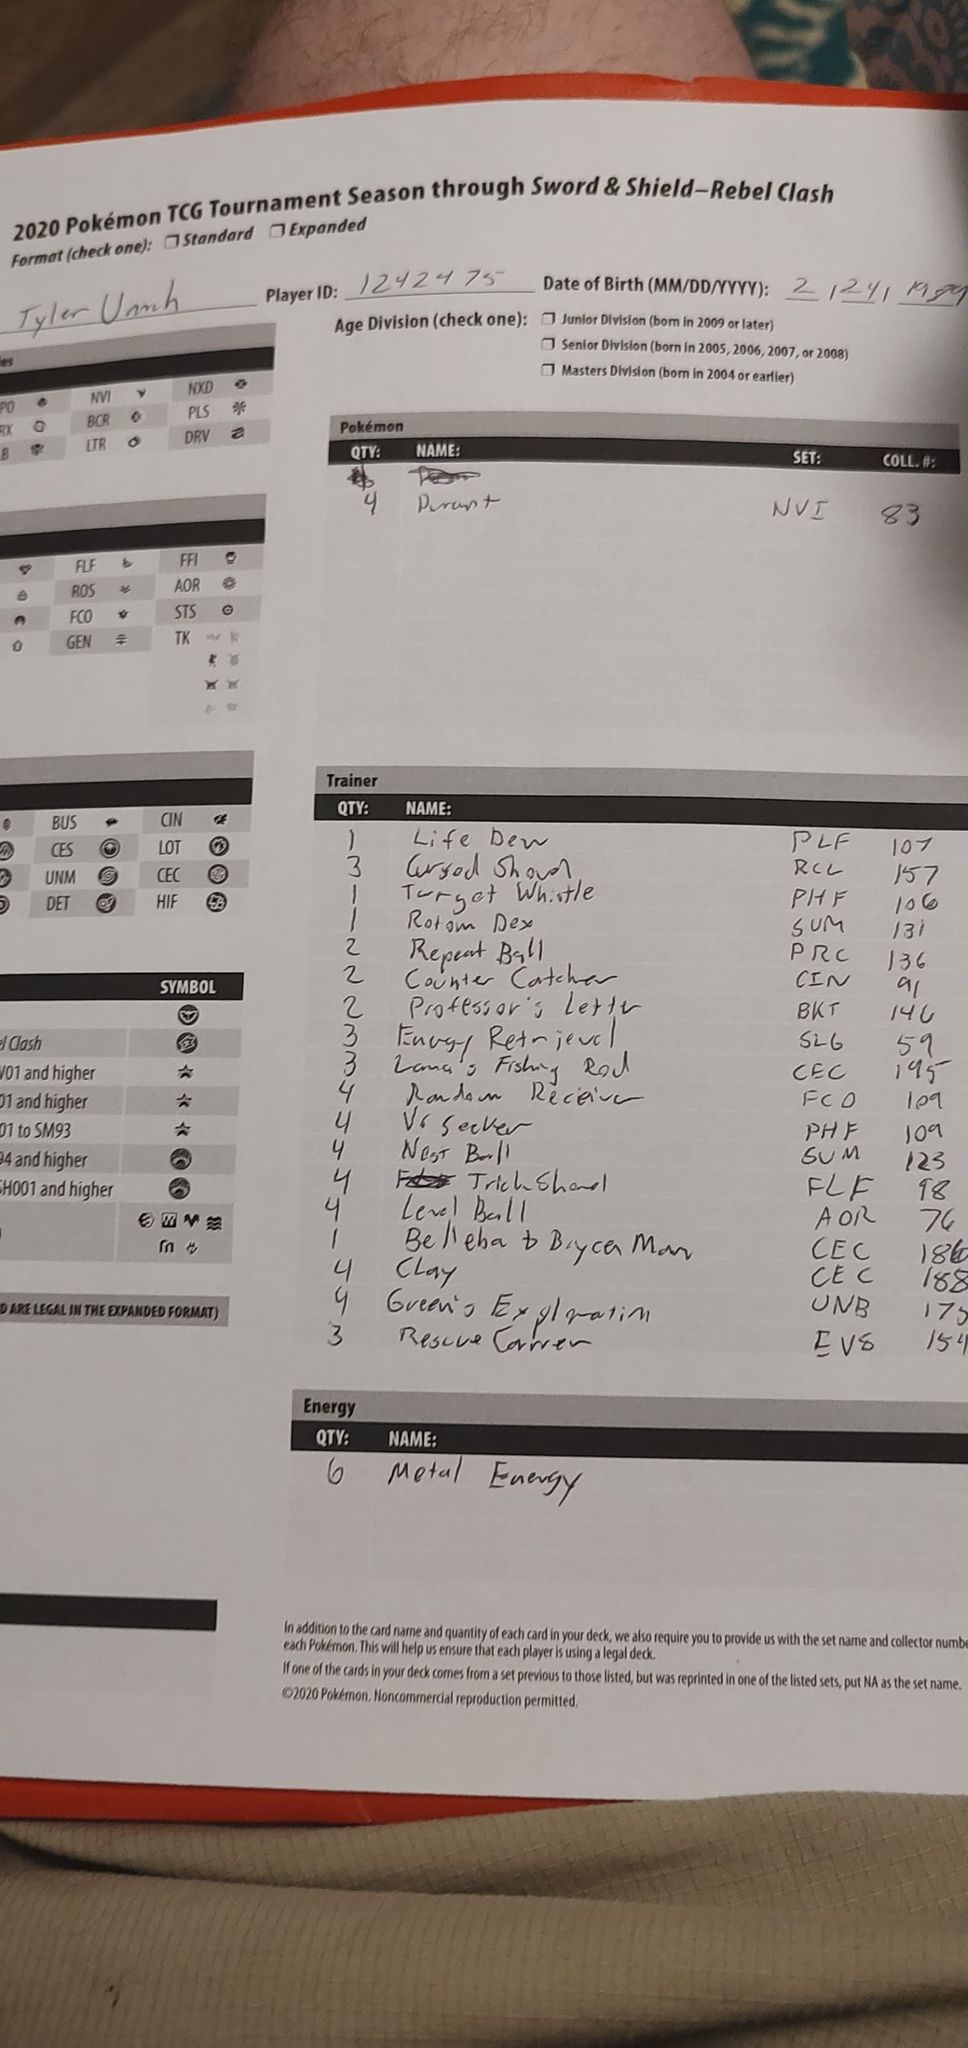 2020 Pokémon TCG Tournament Season through Sword & Shield–Rebel Clash
Format (check one): ☐ Standard ☐ Expanded
Tyler Player ID: 1242475 Date of Birth (MM/DD/YYYY): 2 / 24 /
Age Division (check one): ☐ Junior Division (born in 2009 or later)
☐ Senior Division (born in 2005, 2006, 2007, or 2008)
☐ Masters Division (born in 2004 or earlier)
es
PO NVI NXD
RX BCR PLS
B LTR DRV
FLF FFI
ROS AOR
FCO STS
GEN TK
BUS CIN
CES LOT
UNM CEC
DET HIF
SYMBOL
el Clash
V01 and higher
01 and higher
01 to SM93
94 and higher
SH001 and higher
D ARE LEGAL IN THE EXPANDED FORMAT)
Pokémon
QTY: NAME: SET: COLL. #:
4 Durant NVI 83
Trainer
QTY: NAME:
1 Life Dew PLF 107
3 Cursed Shovel RCL 157
1 Target Whistle PHF 106
1 Rotom Dex SUM 131
2 Repeat Ball PRC 136
2 Counter Catcher CIN 91
2 Professor's Letter BKT 146
3 Energy Retrieval SLG 59
3 Lana's Fishing Rod CEC 195
4 Random Receiver FCO 109
4 VS Seeker PHF 109
4 Nest Ball SUM 123
4 Trick Shovel FLF 98
4 Level Ball AOR 76
1 Bellelba & Brycen Man CEC 186
4 Clay CEC 188
4 Green's Exploration UNB 175
3 Rescue Carrier EVS 154
Energy
QTY: NAME:
6 Metal Energy
In addition to the card name and quantity of each card in your deck, we also require you to provide us with the set name and collector numbe
each Pokémon. This will help us ensure that each player is using a legal deck.
If one of the cards in your deck comes from a set previous to those listed, but was reprinted in one of the listed sets, put NA as the set name.
©2020 Pokémon. Noncommercial reproduction permitted.